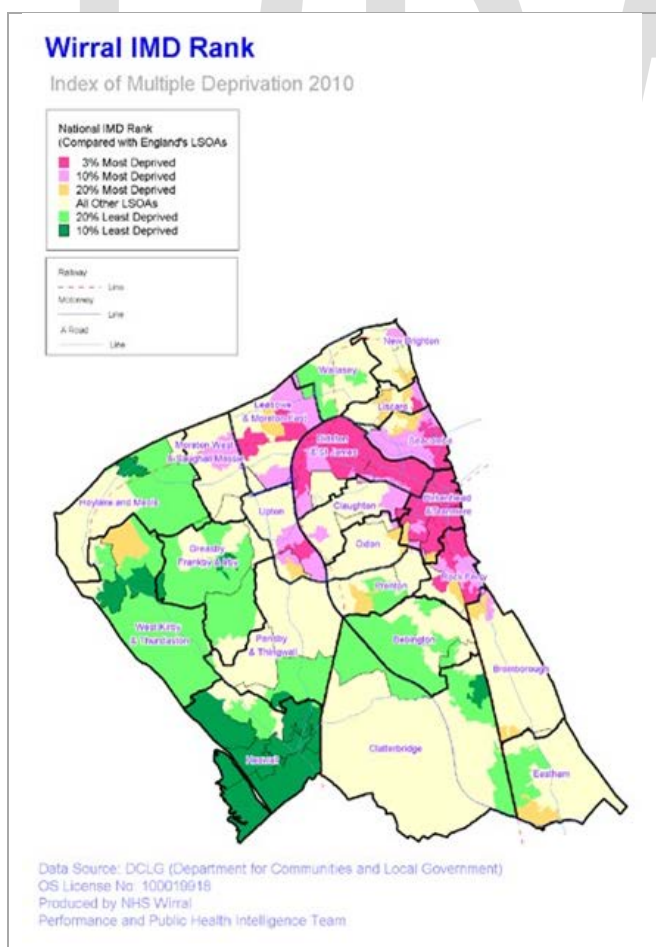 Wirral IMD Rank
Index of Multiple Deprivation 2010
National IMD Rank
(Compared with England's LSOAs
3% Most Deprived
10% Most Deprived
20% Most Deprived
All Other LSOAs
20% Least Deprived
10% Least Deprived
Railway
Line
Motorway
Line
A Road
Line
New Brighton
Wallasey
Liscard
Leasowe
& Moreton East
Seacombe
Bidston
& St James
Moreton West
& Saughall Massie
Birkenhead
& Tranmere
Hoylake and Meols
Upton
Claughton
Oxton
Greasby
Frankby & Irby
Rock Ferry
Prenton
West Kirby
& Thurstaston
Pensby
& Thingwall
Bebington
Bromborough
Heswall
Clatterbridge
Eastham
Data Source: DCLG (Department for Communities and Local Government)
OS License No: 100019918
Produced by NHS Wirral
Performance and Public Health Intelligence Team